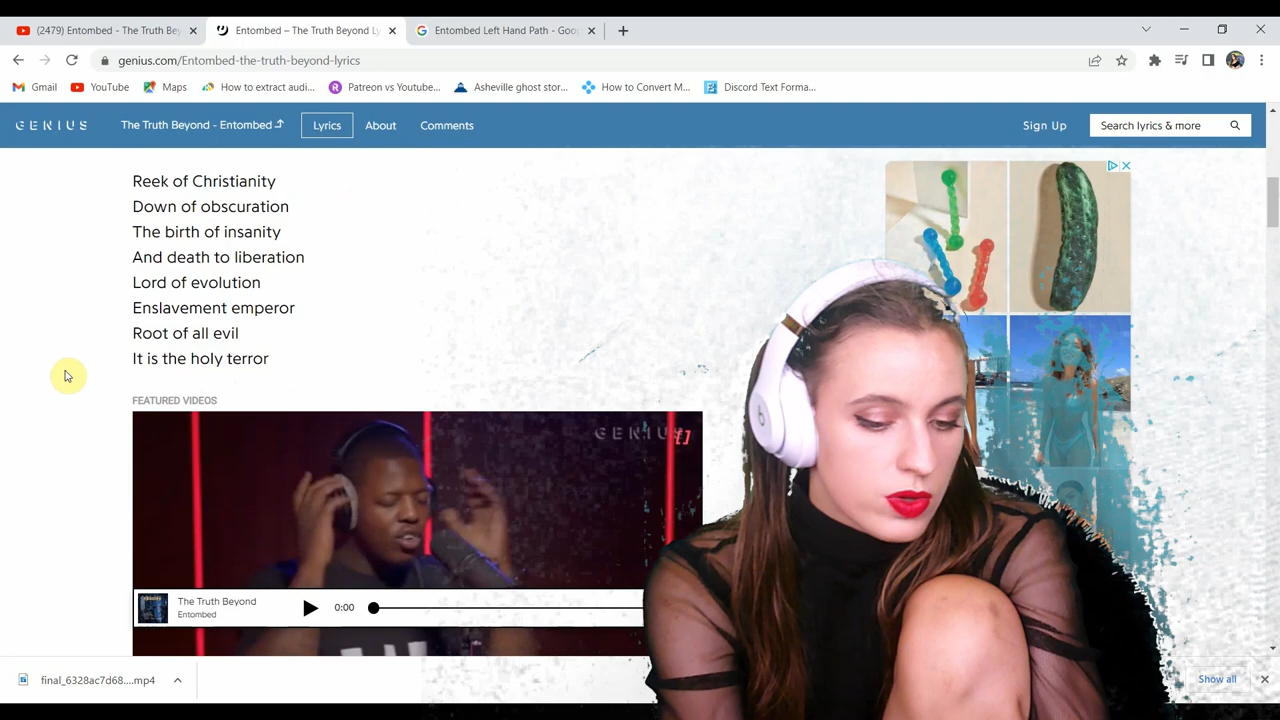 (2479) Entombed - The Truth Bey
Entombed – The Truth Beyond Ly
Entombed Left Hand Path - Goo
genius.com/Entombed-the-truth-beyond-lyrics
Gmail
YouTube
Maps
How to extract audi...
Patreon vs Youtube...
Asheville ghost stor...
How to Convert M...
Discord Text Forma...
GENIUS
The Truth Beyond - Entombed
Lyrics
About
Comments
Sign Up
Search lyrics & more
Reek of Christianity
Down of obscuration
The birth of insanity
And death to liberation
Lord of evolution
Enslavement emperor
Root of all evil
It is the holy terror
FEATURED VIDEOS
GENIUS
The Truth Beyond
Entombed
0:00
final_6328ac7d68....mp4
Show all